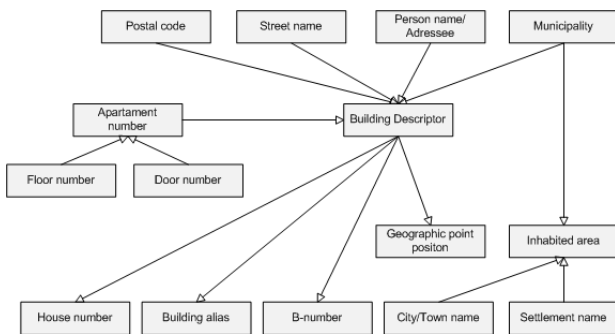 Postal code
Street name
Person name/
Adressee
Municipality
Apartament
number
Building Descriptor
Floor number
Door number
Geographic point
positon
Inhabited area
House number
Building alias
B-number
City/Town name
Settlement name